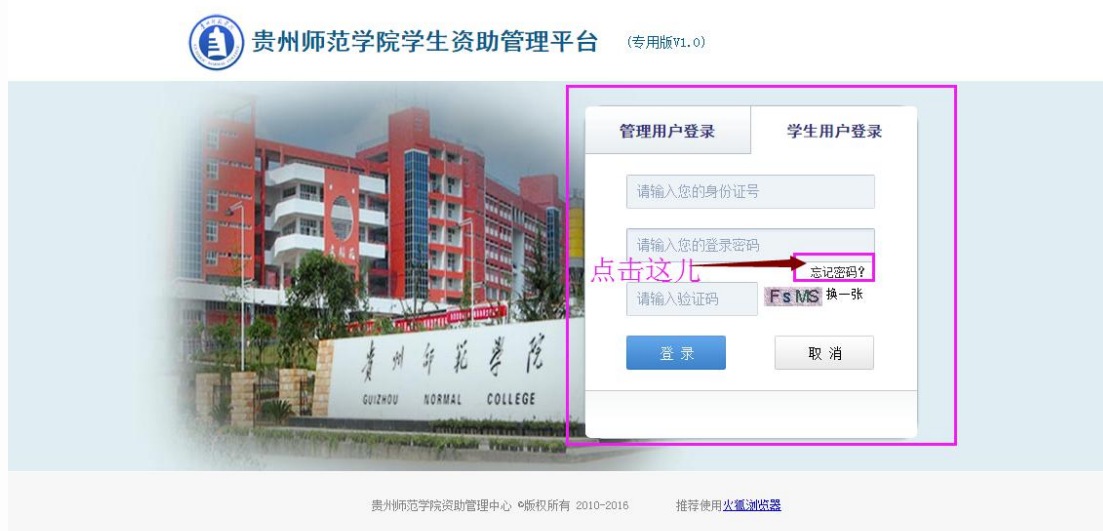 贵州师范学院学生资助管理平台 (专用版V1.0)
管理用户登录 学生用户登录
请输入您的身份证号
请输入您的登录密码
忘记密码?
点击这儿
请输入验证码 FsMS 换一张
登 录 取 消
贵州师范学院
GUIZHOU NORMAL COLLEGE
贵州师范学院资助管理中心 ©版权所有 2010-2016 推荐使用火狐浏览器